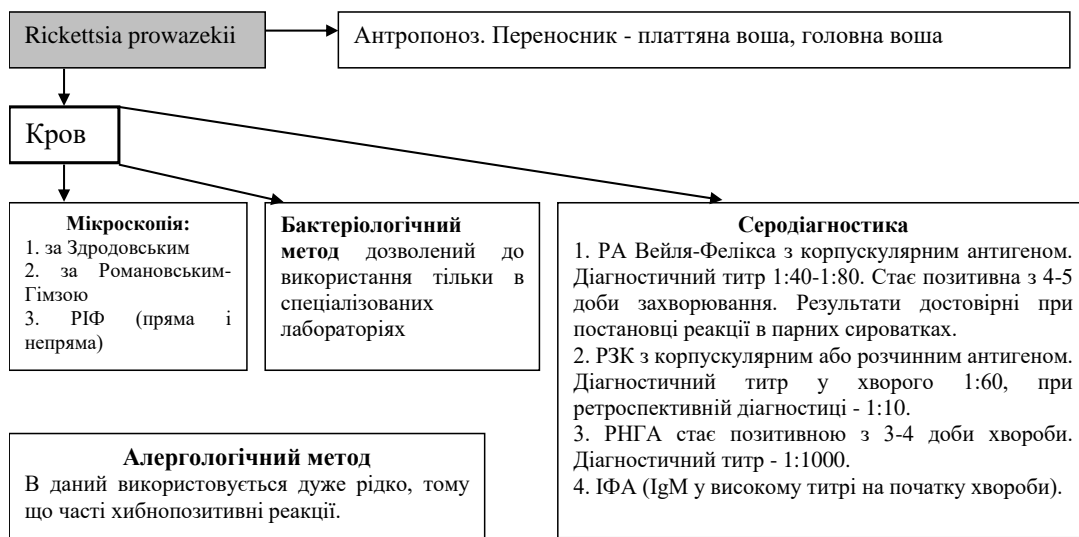 Rickettsia prowazekii
Антропоноз. Переносник - платтяна воша, головна воша
Кров
Мікроскопія:
1. за Здродовським
2. за Романовським-
Гімзою
3. РІФ (пряма і
непряма)
Бактеріологічний
метод дозволений до
використання тільки в
спеціалізованих
лабораторіях
Серодіагностика
1. РА Вейля-Фелікса з корпускулярним антигеном.
Діагностичний титр 1:40-1:80. Стає позитивна з 4-5
доби захворювання. Результати достовірні при
постановці реакції в парних сироватках.
2. РЗК з корпускулярним або розчинним антигеном.
Діагностичний титр у хворого 1:60, при
ретроспективній діагностиці - 1:10.
3. РНГА стає позитивною з 3-4 доби хвороби.
Діагностичний титр - 1:1000.
4. ІФА (IgM у високому титрі на початку хвороби).
Алергологічний метод
В даний використовується дуже рідко, тому
що часті хибнопозитивні реакції.